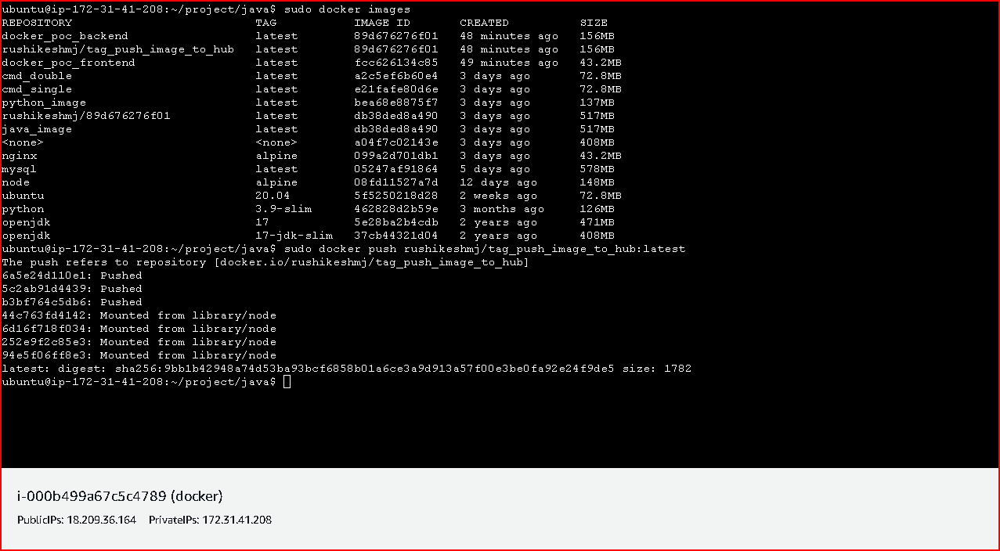 ubuntu@ip-172-31-41-208:~/project/java$ sudo docker images
REPOSITORY TAG IMAGE ID CREATED SIZE
docker_poc_backend latest 89d676276f01 48 minutes ago 156MB
rushikeshmj/tag_push_image_to_hub latest 89d676276f01 48 minutes ago 156MB
docker_poc_frontend latest fcc626134c85 49 minutes ago 43.2MB
cmd_double latest a2c5ef6b60e4 3 days ago 72.8MB
cmd_single latest e21fafe80d6e 3 days ago 72.8MB
python_image latest bea68e8875f7 3 days ago 137MB
rushikeshmj/89d676276f01 latest db38ded8a490 3 days ago 517MB
java_image latest db38ded8a490 3 days ago 517MB
<none> <none> a04f7c02143e 3 days ago 408MB
nginx alpine 099a2d701db1 3 days ago 43.2MB
mysql latest 05247af91864 5 days ago 578MB
node alpine 08fd11527a7d 12 days ago 148MB
ubuntu 20.04 5f5250218d28 2 weeks ago 72.8MB
python 3.9-slim 462828d2b59e 3 months ago 126MB
openjdk 17 5e28ba2b4cdb 2 years ago 471MB
openjdk 17-jdk-slim 37cb44321d04 2 years ago 408MB
ubuntu@ip-172-31-41-208:~/project/java$ sudo docker push rushikeshmj/tag_push_image_to_hub:latest
The push refers to repository [docker.io/rushikeshmj/tag_push_image_to_hub]
6a5e24d110e1: Pushed
5c2ab91d4439: Pushed
b3bf764c5db6: Pushed
44c763fd4142: Mounted from library/node
6d16f718f034: Mounted from library/node
252e9f2c85e3: Mounted from library/node
94e5f06ff8e3: Mounted from library/node
latest: digest: sha256:9bb1b42948a74d53ba93bcf6858b01a6ce3a9d913a57f00e3be0fa92e24f9de5 size: 1782
ubuntu@ip-172-31-41-208:~/project/java$
i-000b499a67c5c4789 (docker)
PublicIPs: 18.209.36.164 PrivateIPs: 172.31.41.208